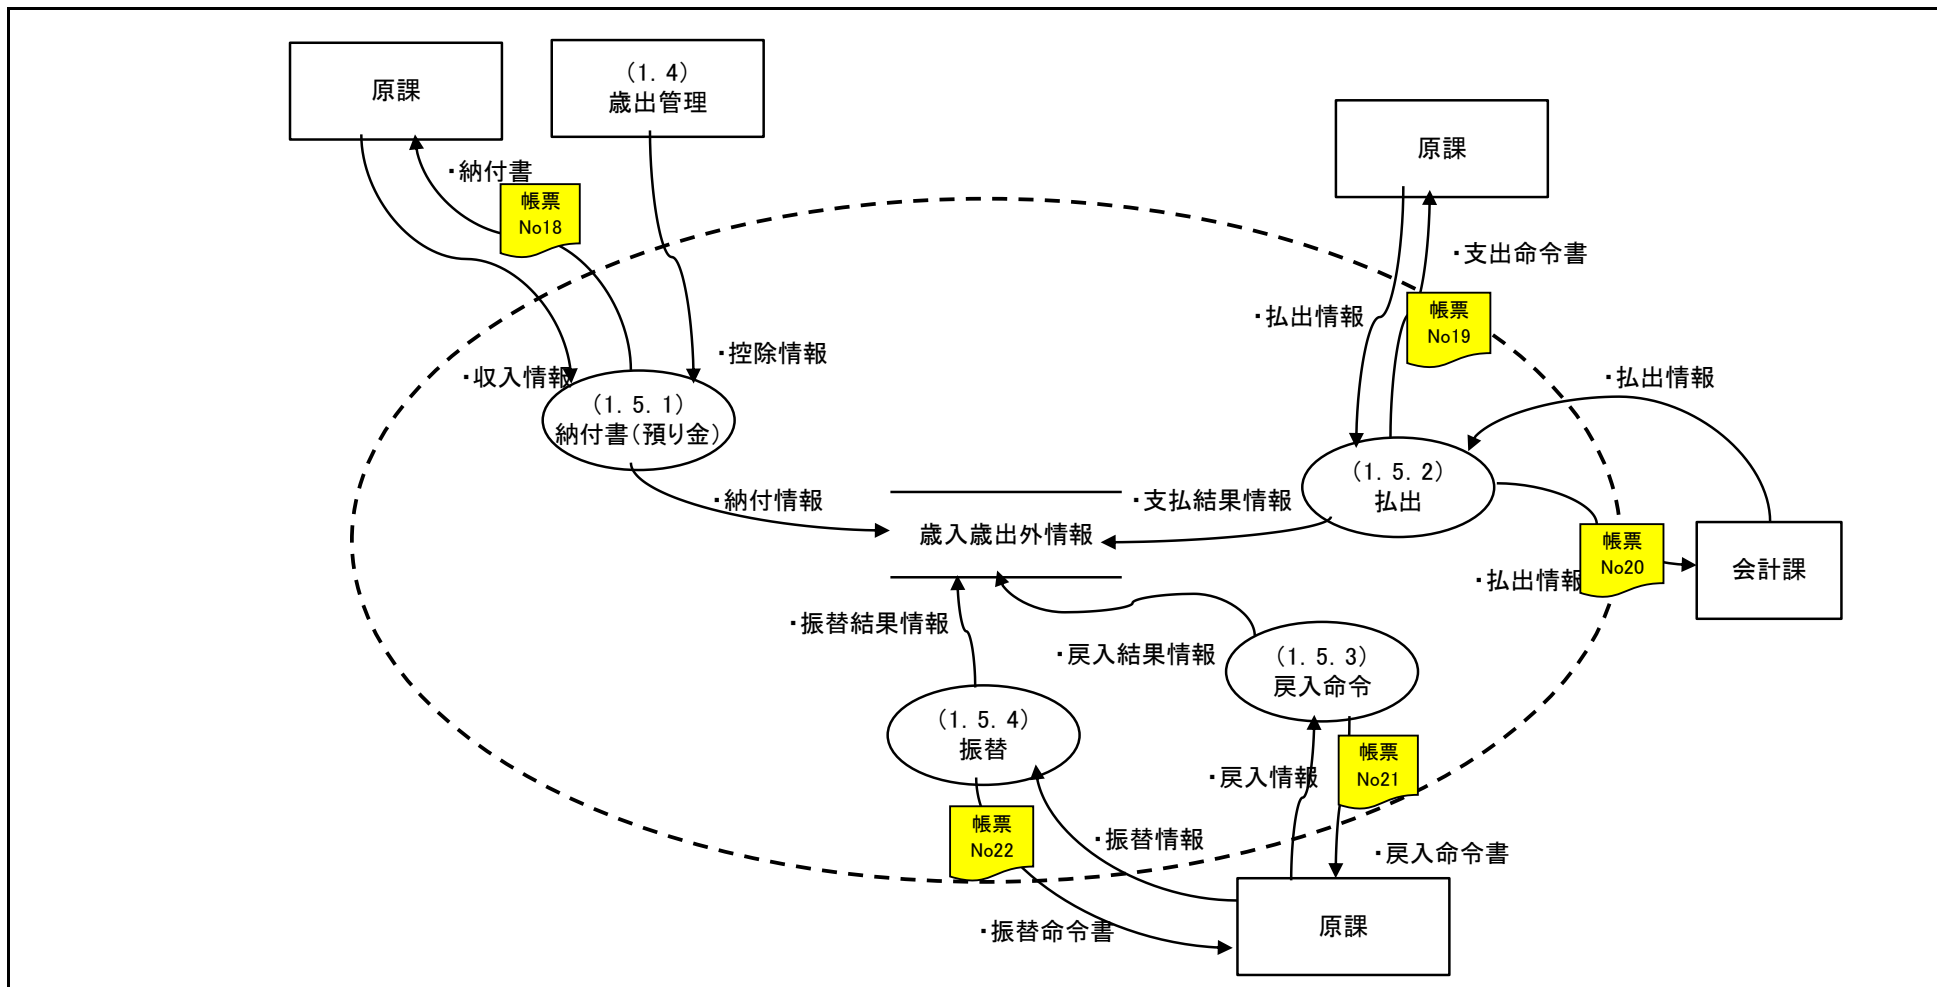 原課
(1.4)
歳出管理
原課
・納付書
帳票
No18
・支出命令書
・払出情報
帳票
No19
・控除情報
・収入情報
・払出情報
(1.5.1)
納付書(預り金)
(1.5.2)
払出
・納付情報
・支払結果情報
歳入歳出外情報
帳票
No20
・払出情報
会計課
・振替結果情報
・戻入結果情報
(1.5.3)
戻入命令
(1.5.4)
振替
・戻入情報
帳票
No21
帳票
No22
・振替情報
・戻入命令書
・振替命令書
原課